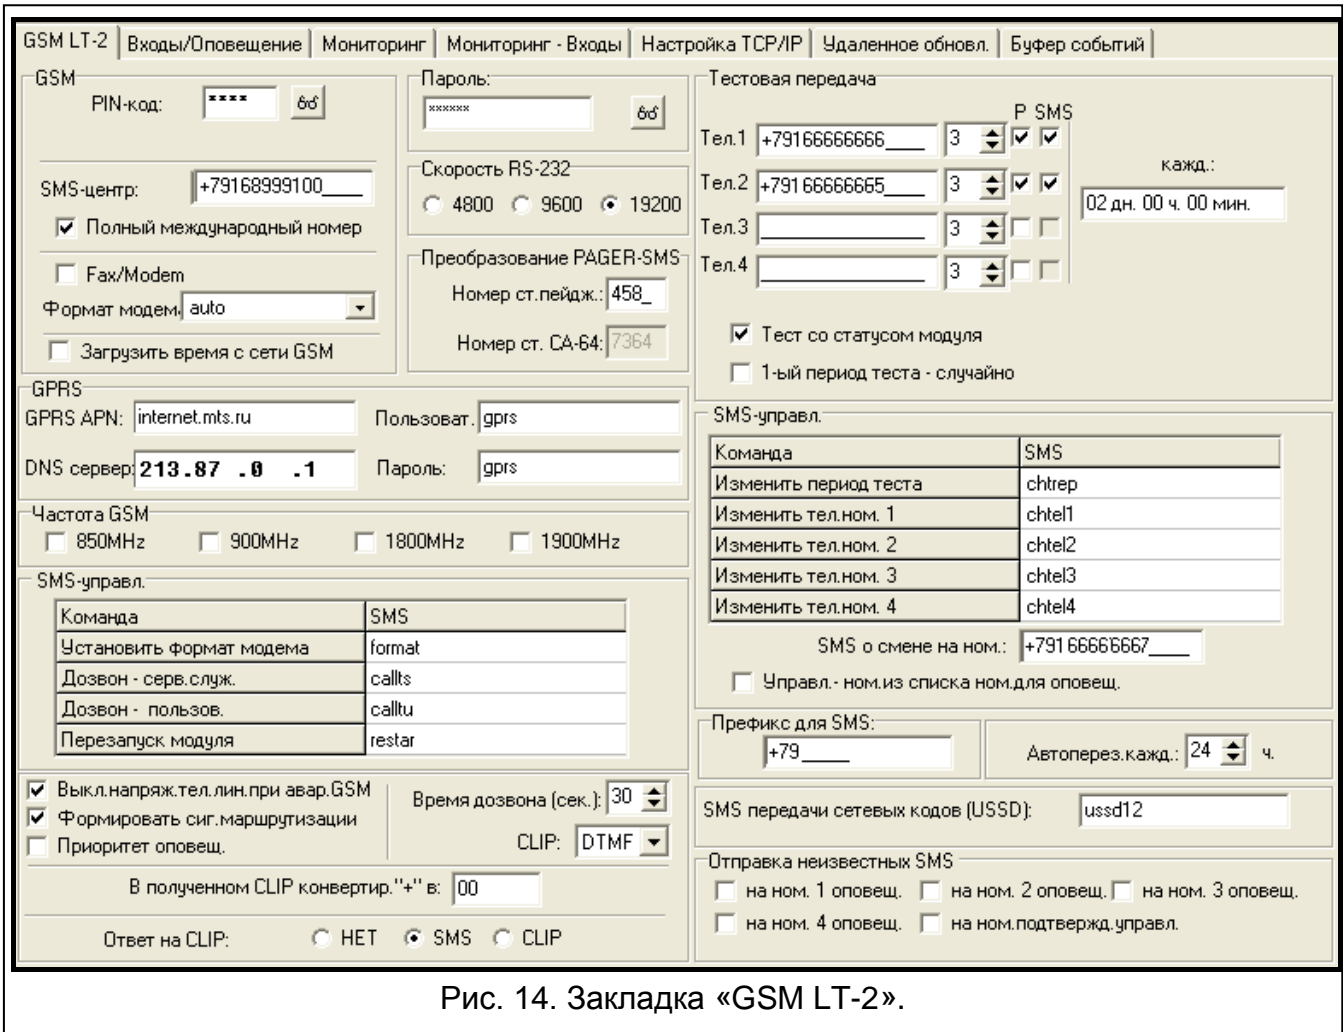 GSM LT-2 Входы/Оповещение Мониторинг Мониторинг - Входы Настройка TCP/IP Удаленное обновл. Буфер событий
GSM
PIN-код: ****
SMS-центр: +79168999100____
Полный международный номер
Fax/Modem
Формат модем. auto
Загрузить время с сети GSM
Пароль:
××××××
Скорость RS-232
4800 9600 19200
Преобразование PAGER-SMS
Номер ст.пейдж.: 458_
Номер ст. CA-64: 7364
GPRS
GPRS APN: internet.mts.ru Пользоват. gprs
DNS сервер: 213.87 .0 .1 Пароль: gprs
Частота GSM
850MHz 900MHz 1800MHz 1900MHz
SMS-управл.
Команда SMS
Установить формат модема format
Дозвон - серв.служ. callts
Дозвон - пользов. calltu
Перезапуск модуля restar
Выкл.напряж.тел.лин.при авар.GSM
Формировать сиг.маршрутизации
Приоритет оповещ.
Время дозвона (сек.): 30
CLIP: DTMF
В полученном CLIP конвертир."+" в: 00
Ответ на CLIP: НЕТ SMS CLIP
Тестовая передача
P SMS
Тел.1 +79166666666____ 3
Тел.2 +79166666665____ 3
Тел.3 ________________ 3
Тел.4 ________________ 3
кажд.:
02 дн. 00 ч. 00 мин.
Тест со статусом модуля
1-ый период теста - случайно
SMS-управл.
Команда SMS
Изменить период теста chtrep
Изменить тел.ном. 1 chtel1
Изменить тел.ном. 2 chtel2
Изменить тел.ном. 3 chtel3
Изменить тел.ном. 4 chtel4
SMS о смене на ном.: +79166666667____
Управл.- ном.из списка ном.для оповещ.
Префикс для SMS:
+79_____
Автоперез.кажд.: 24 ч.
SMS передачи сетевых кодов (USSD): ussd12
Отправка неизвестных SMS
на ном. 1 оповещ. на ном. 2 оповещ. на ном. 3 оповещ.
на ном. 4 оповещ. на ном.подтвержд.управл.
Рис. 14. Закладка «GSM LT-2».